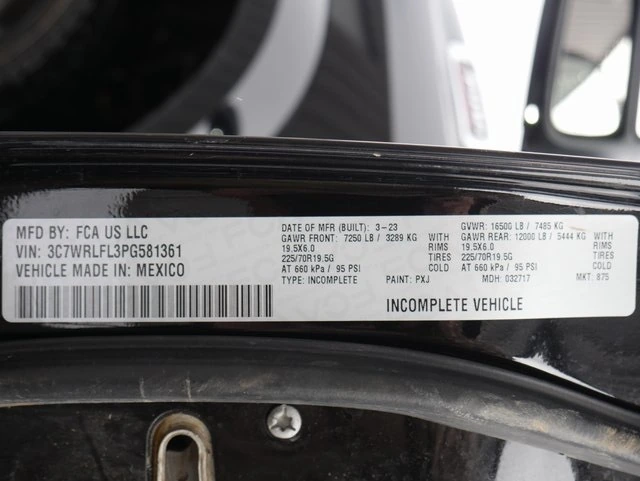 MFD BY: FCA US LLC
VIN: 3C7WRLFL3PG581361
VEHICLE MADE IN: MEXICO
DATE OF MFR (BUILT): 3-23
GAWR FRONT: 7250 LB / 3289 KG WITH
19.5X6.0 RIMS
225/70R19.5G TIRES
AT 660 kPa / 95 PSI COLD
TYPE: INCOMPLETE PAINT: PXJ
GVWR: 16500 LB / 7485 KG
GAWR REAR: 12000 LB / 5444 KG WITH
19.5X6.0 RIMS
225/70R19.5G TIRES
AT 660 kPa / 95 PSI COLD
MDH: 032717 MKT: 875
INCOMPLETE VEHICLE